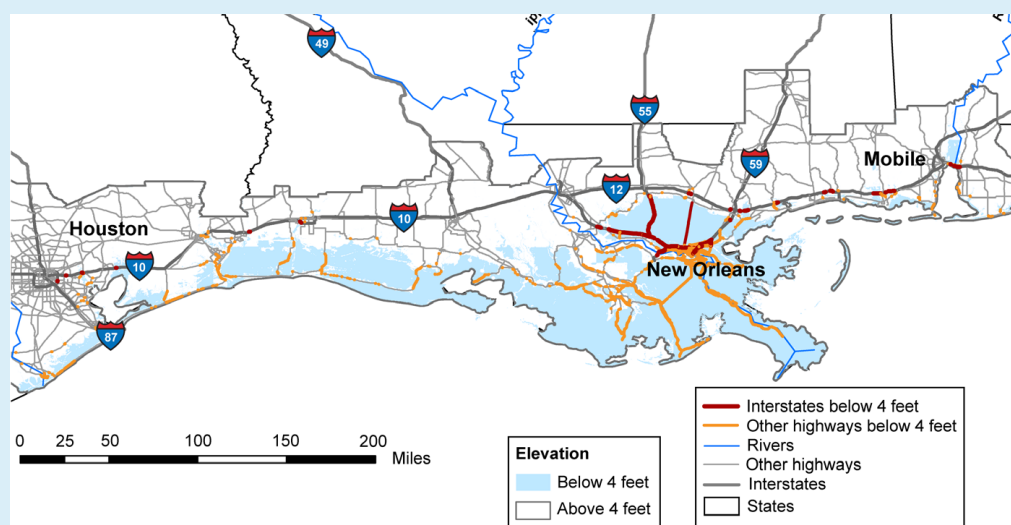 49
55
59
Mobile
12
Houston
10
10
New Orleans
87
0 25 50 100 150 200
Miles
Elevation
Below 4 feet
Above 4 feet
Interstates below 4 feet
Other highways below 4 feet
Rivers
Other highways
Interstates
States